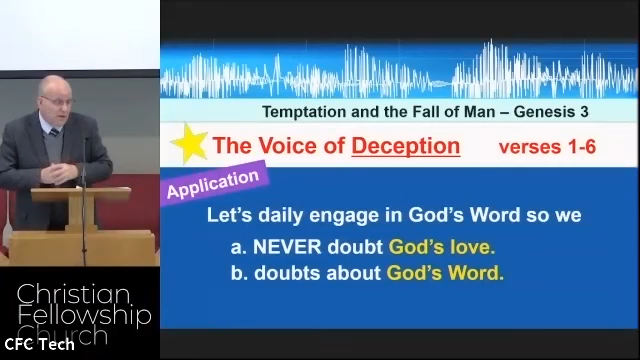 Temptation and the Fall of Man – Genesis 3
The Voice of Deception verses 1-6
Application
Let's daily engage in God's Word so we
a. NEVER doubt God's love.
b. doubts about God's Word.
Christian
Fellowship
Church
CFC Tech